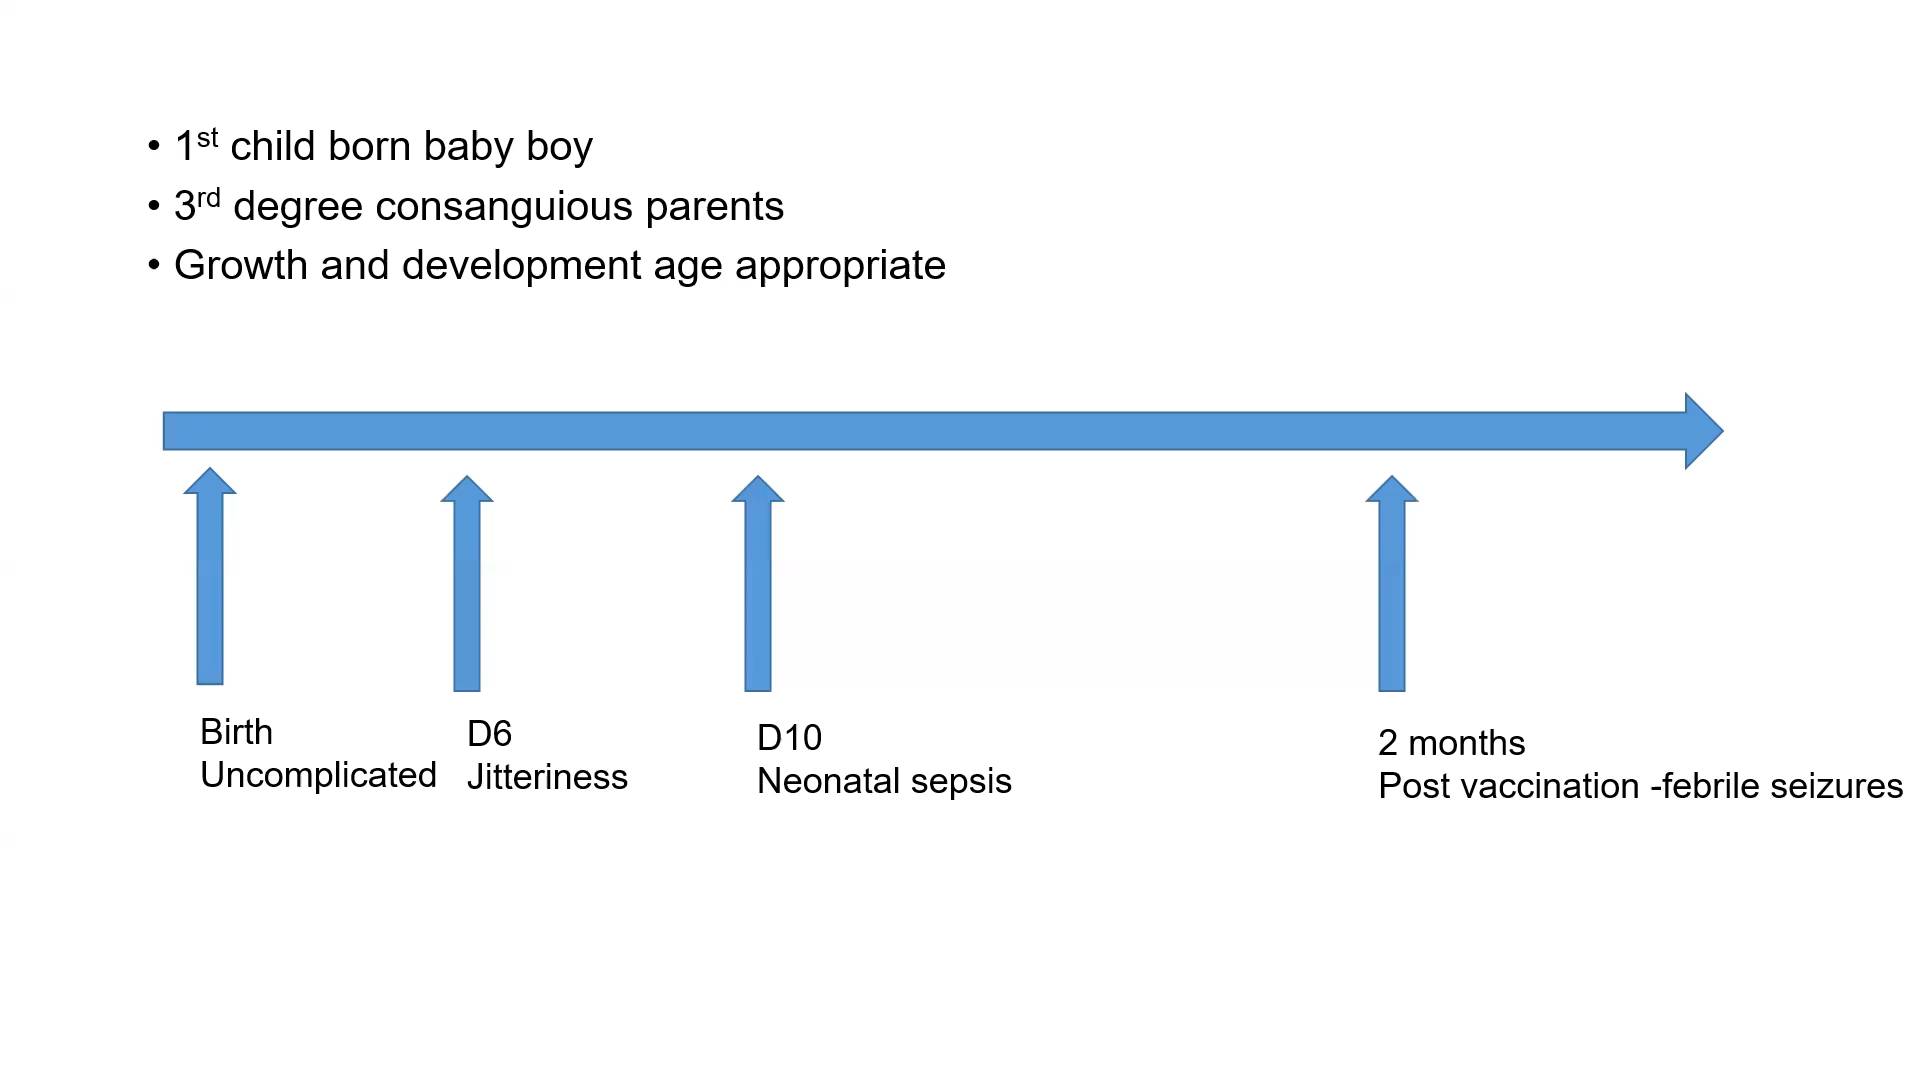 • 1st child born baby boy
• 3rd degree consanguious parents
• Growth and development age appropriate
Birth
Uncomplicated
D6
Jitteriness
D10
Neonatal sepsis
2 months
Post vaccination -febrile seizures